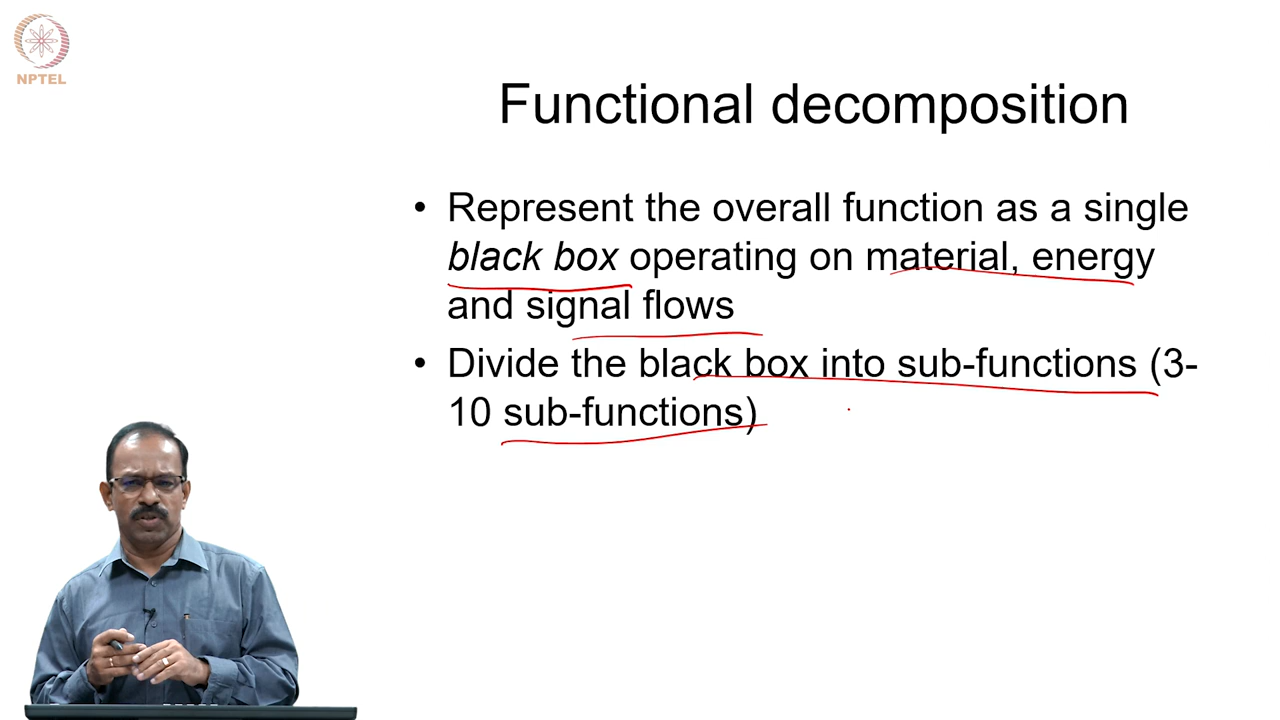 NPTEL
Functional decomposition
• Represent the overall function as a single
black box operating on material, energy
and signal flows
• Divide the black box into sub-functions (3-
10 sub-functions)